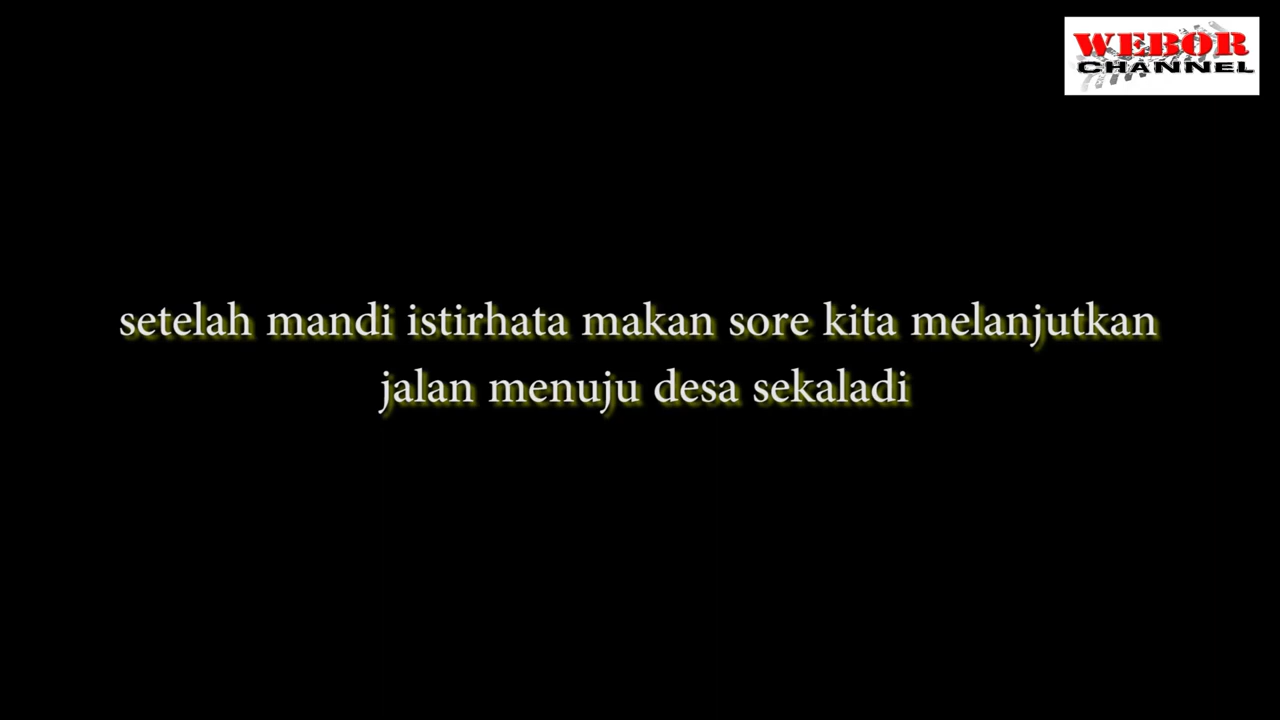 WEBOR
CHANNEL
setelah mandi istirhata makan sore kita melanjutkan
jalan menuju desa sekaladi